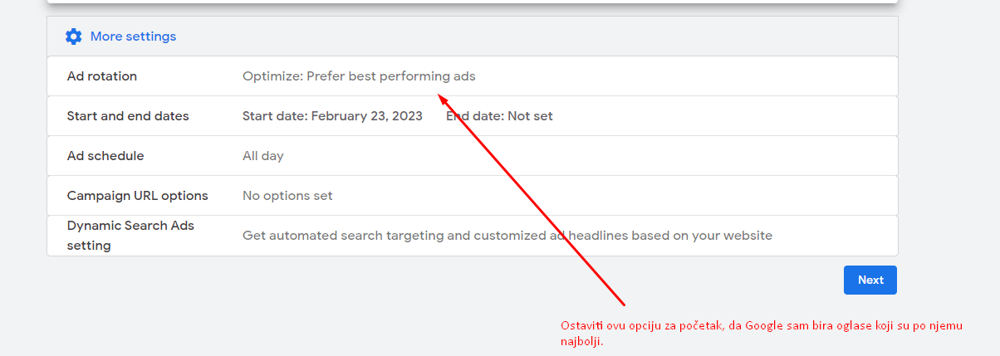 More settings
Ad rotation Optimize: Prefer best performing ads
Start and end dates Start date: February 23, 2023 End date: Not set
Ad schedule All day
Campaign URL options No options set
Dynamic Search Ads
setting Get automated search targeting and customized ad headlines based on your website
Next
Ostaviti ovu opciju za početak, da Google sam bira oglase koji su po njemu
najbolji.